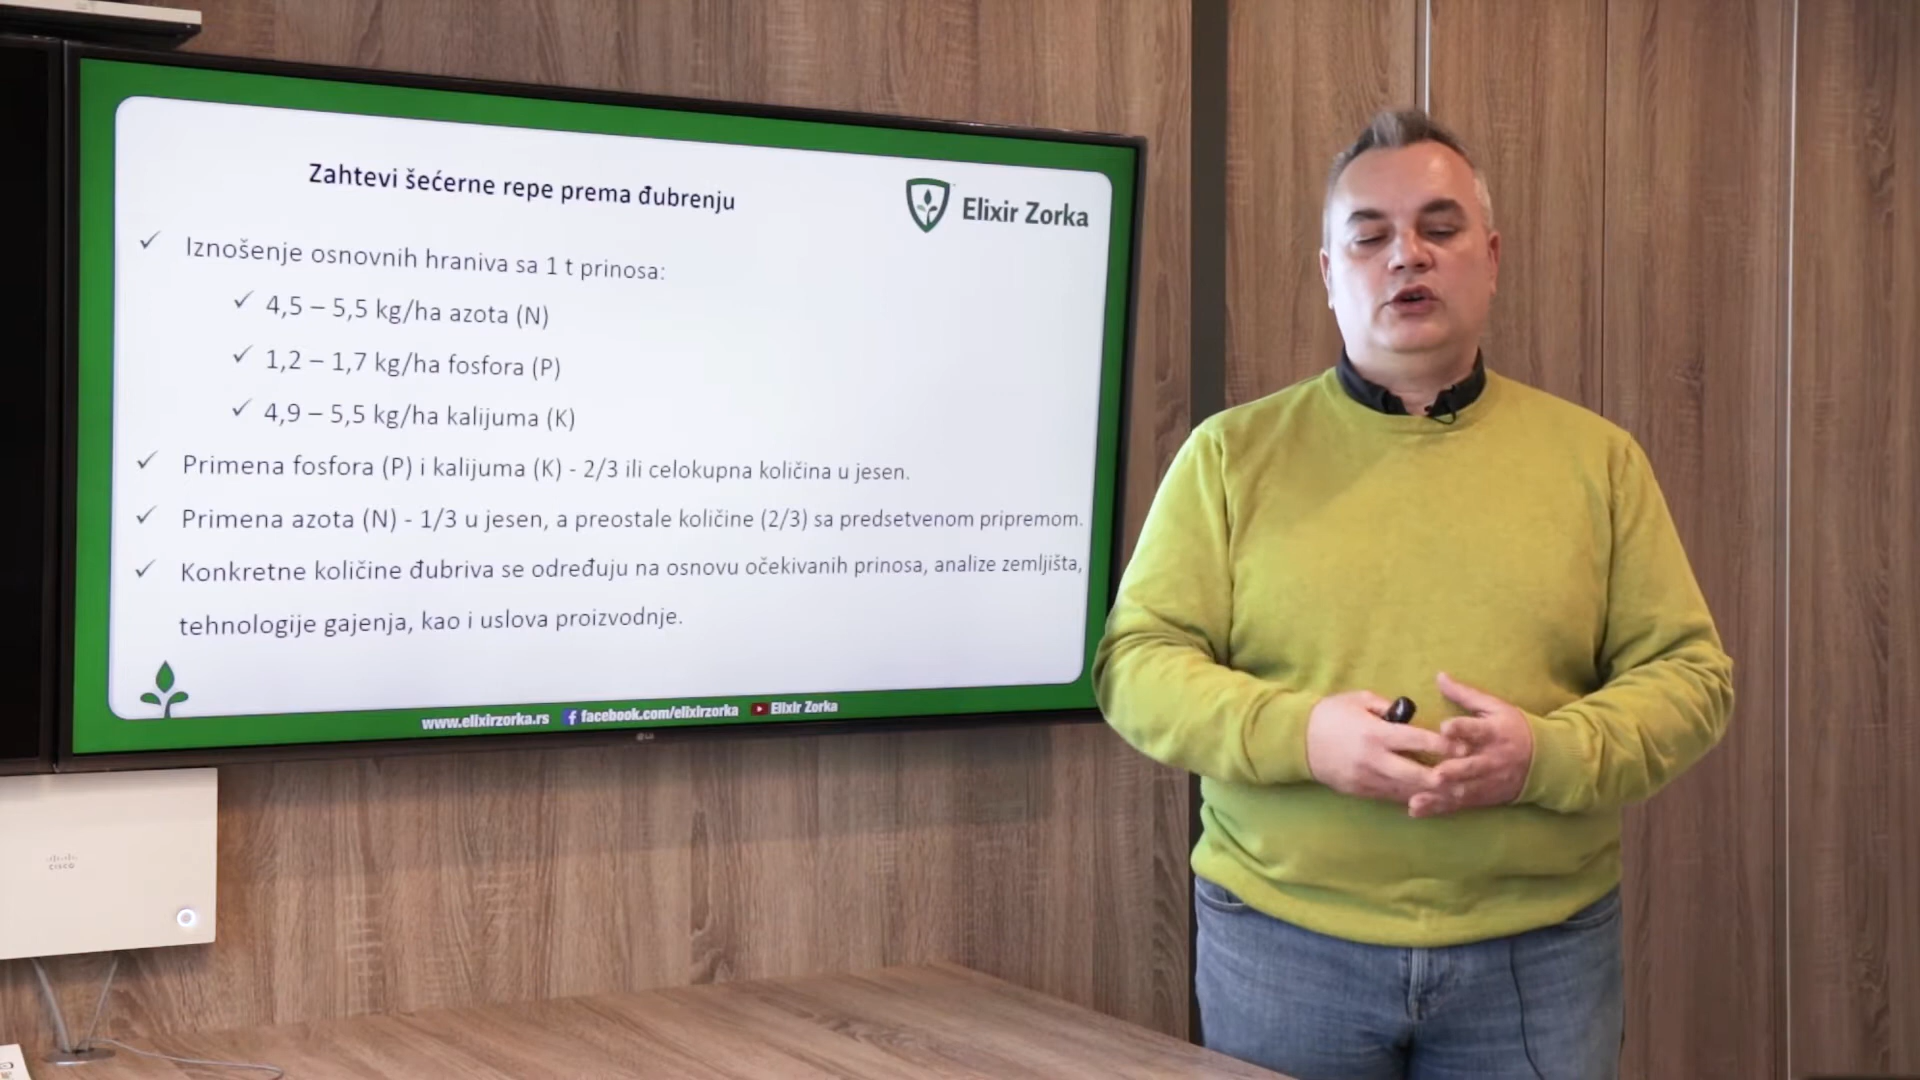 Zahtevi šećerne repe prema đubrenju
Elixir Zorka
Iznošenje osnovnih hraniva sa 1 t prinosa:
4,5 – 5,5 kg/ha azota (N)
1,2 – 1,7 kg/ha fosfora (P)
4,9 – 5,5 kg/ha kalijuma (K)
Primena fosfora (P) i kalijuma (K) - 2/3 ili celokupna količina u jesen.
Primena azota (N) - 1/3 u jesen, a preostale količine (2/3) sa predsetvenom pripremom.
Konkretne količine đubriva se određuju na osnovu očekivanih prinosa, analize zemljišta,
tehnologije gajenja, kao i uslova proizvodnje.
www.elixirzorka.rs facebook.com/elixirzorka Elixir Zorka
LG
CISCO